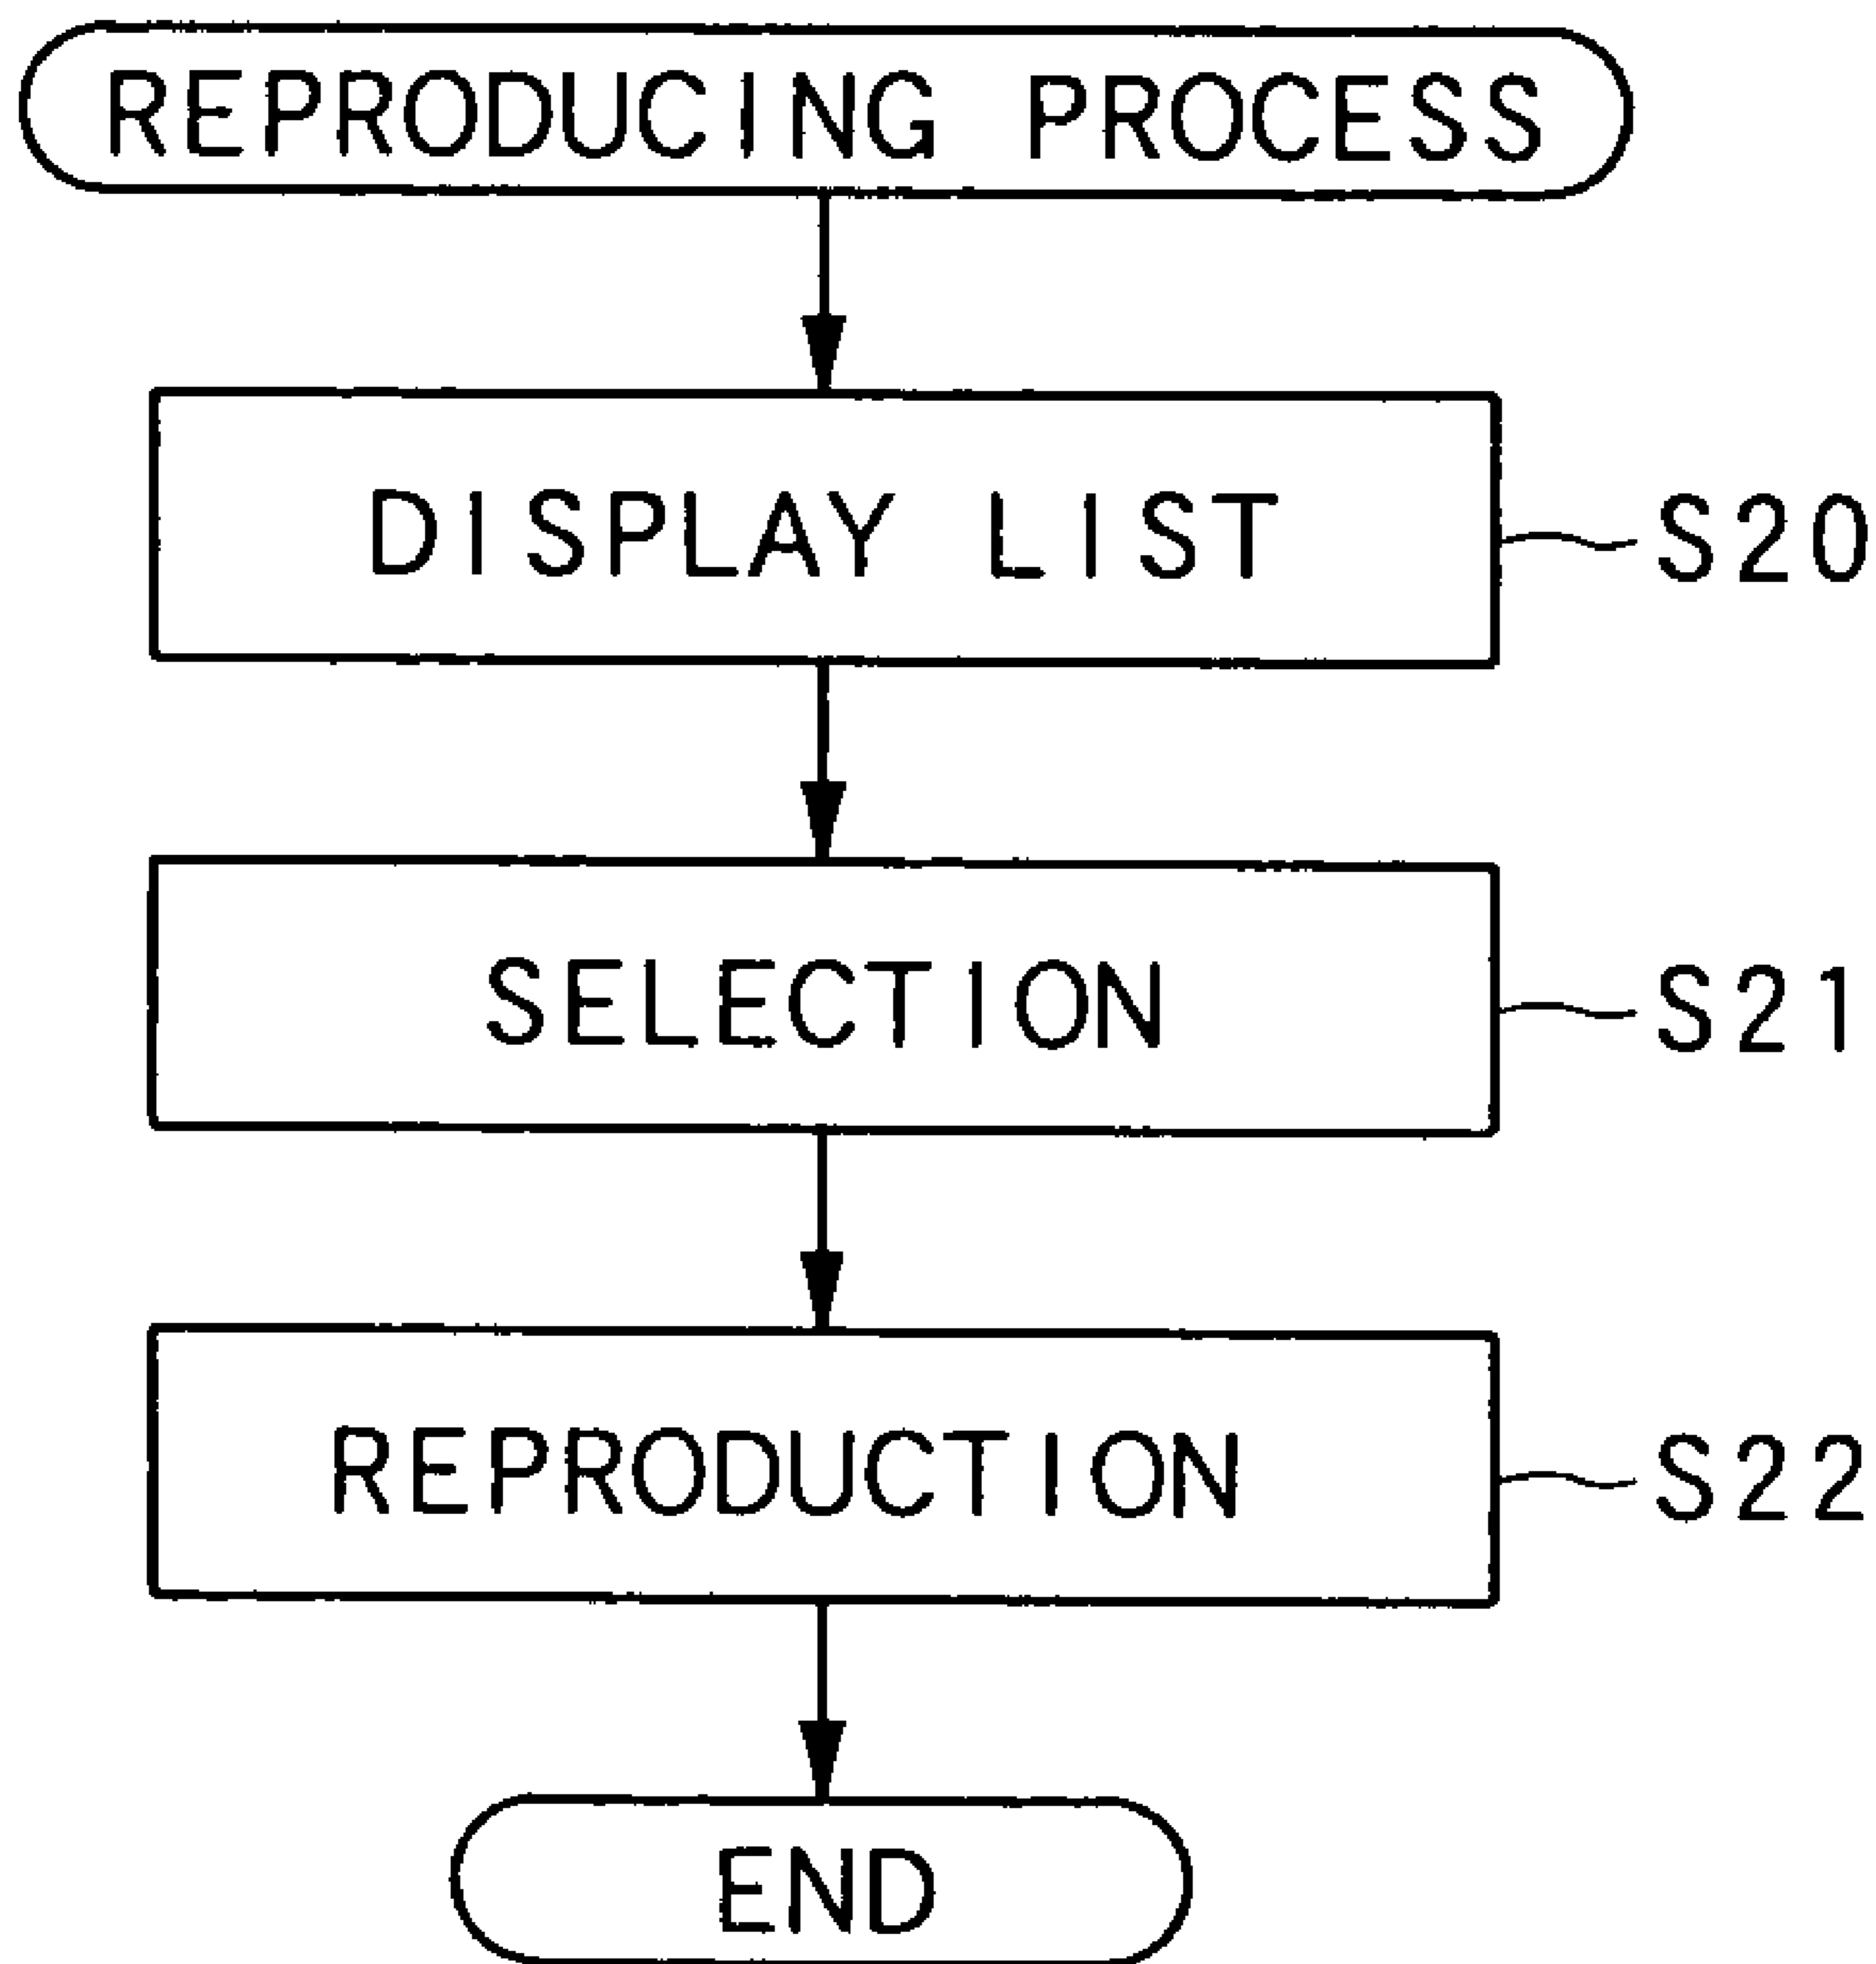 REPRODUCING PROCESS
DISPLAY LIST
S20
SELECTION
S21
REPRODUCTION
S22
END